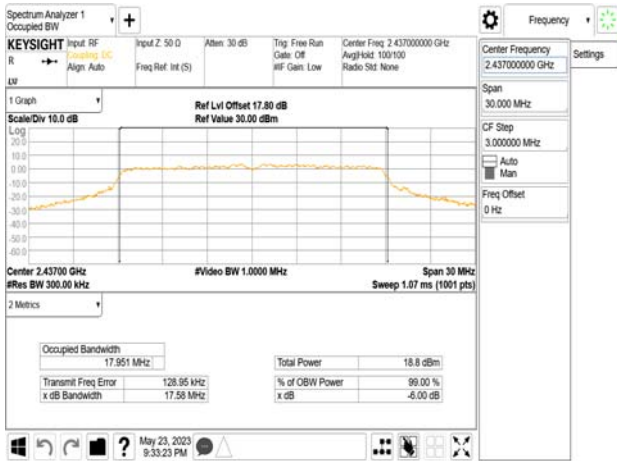 Spectrum Analyzer 1
Occupied BW
Frequency
KEYSIGHT
Input: RF
Input Z: 50 Ω
Atten: 30 dB
Trig: Free Run
Center Freq: 2.437000000 GHz
R
Coupling: DC
Gate: Off
Avg|Hold: 100/100
Align: Auto
Freq Ref: Int (S)
#IF Gain: Low
Radio Std: None
Center Frequency
2.437000000 GHz
Settings
Span
30.000 MHz
CF Step
3.000000 MHz
Auto
Man
Freq Offset
0 Hz
1 Graph
Ref Lvl Offset 17.80 dB
Scale/Div 10.0 dB
Ref Value 30.00 dBm
Log
20.0
10.0
0.00
-10.0
-20.0
-30.0
-40.0
-50.0
-60.0
Center 2.43700 GHz
#Video BW 1.0000 MHz
Span 30 MHz
#Res BW 300.00 kHz
Sweep 1.07 ms (1001 pts)
2 Metrics
Occupied Bandwidth
17.951 MHz
Total Power 18.8 dBm
Transmit Freq Error 128.95 kHz
% of OBW Power 99.00 %
x dB Bandwidth 17.58 MHz
x dB -6.00 dB
?
May 23, 2023
9:33:23 PM